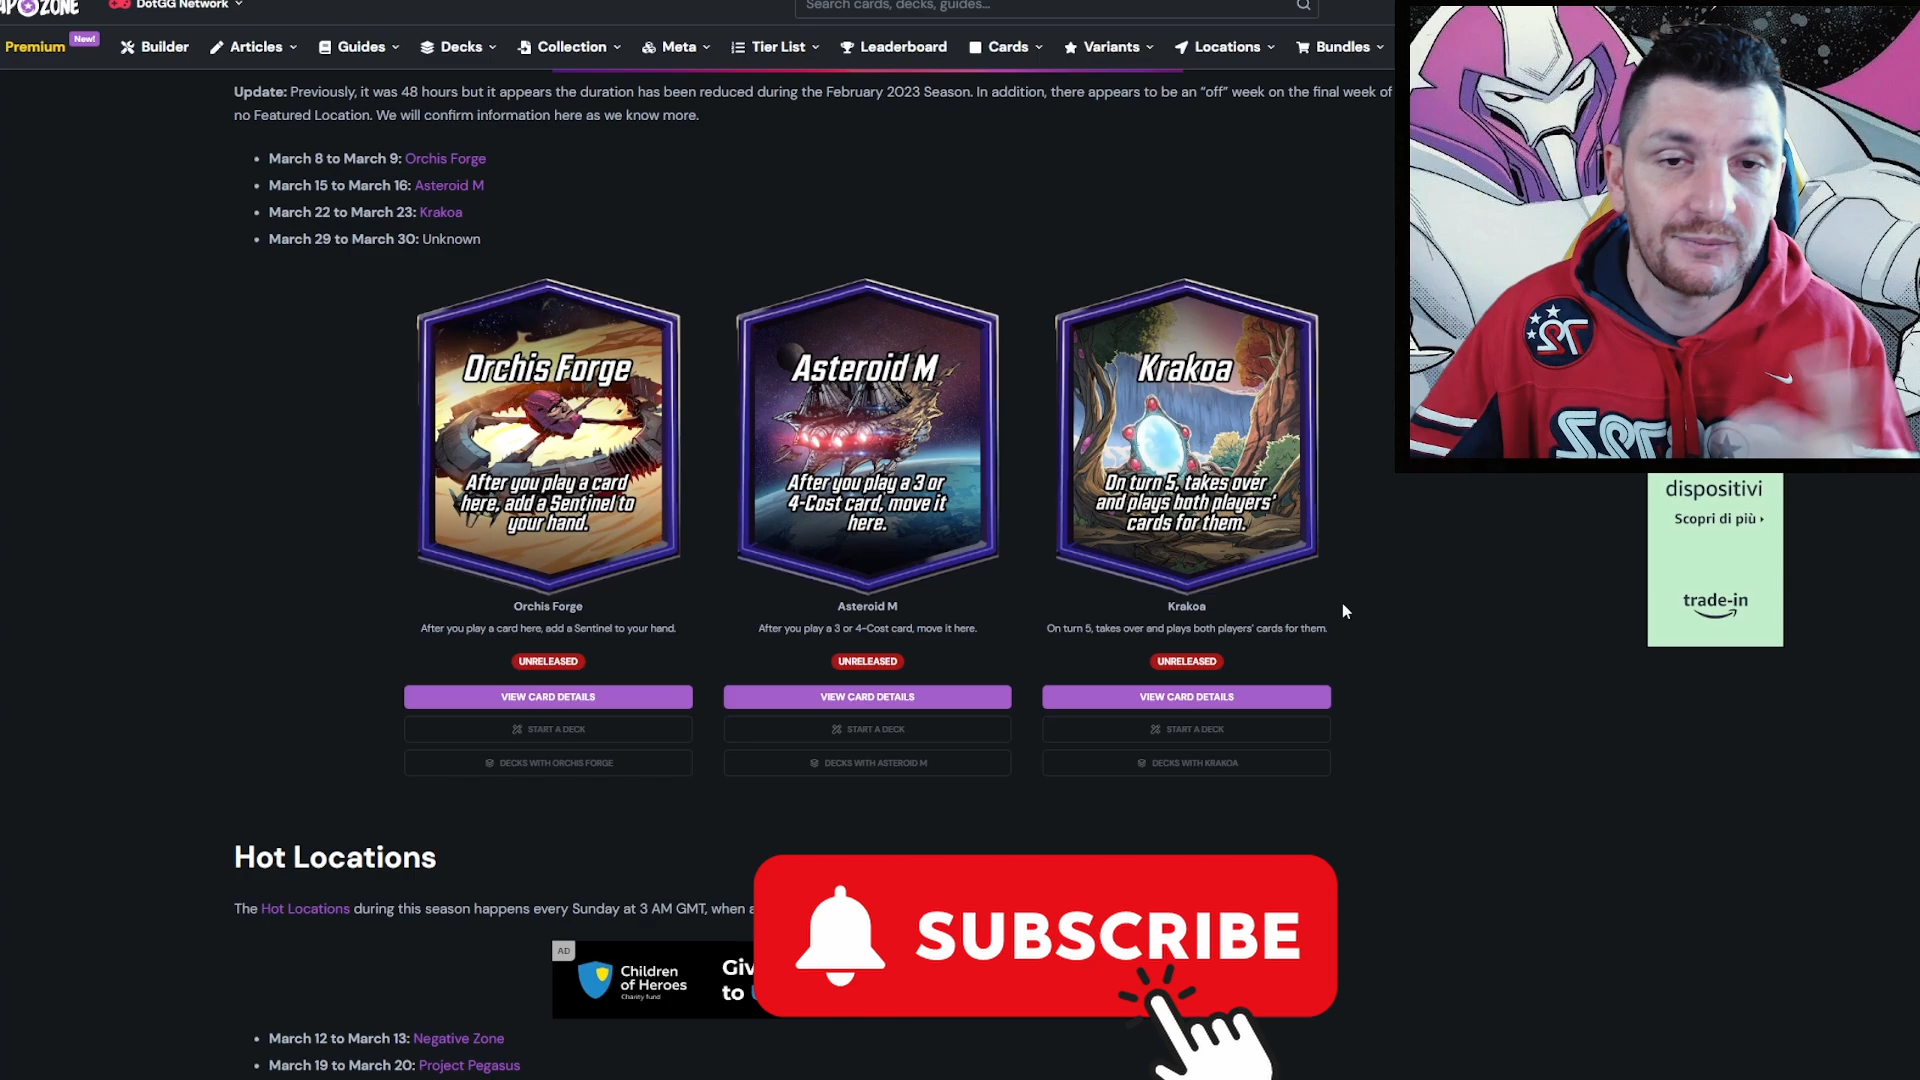 DotGG Network
Search cards, decks, guides...
Premium New!
Builder
Articles
Guides
Decks
Collection
Meta
Tier List
Leaderboard
Cards
Variants
Locations
Bundles
Update: Previously, it was 48 hours but it appears the duration has been reduced during the February 2023 Season. In addition, there appears to be an “off” week on the final week of
no Featured Location. We will confirm information here as we know more.
March 8 to March 9: Orchis Forge
March 15 to March 16: Asteroid M
March 22 to March 23: Krakoa
March 29 to March 30: Unknown
Orchis Forge
After you play a card
here, add a Sentinel to
your hand.
Asteroid M
After you play a 3 or
4-Cost card, move it
here.
Krakoa
On turn 5, takes over
and plays both players'
cards for them.
Orchis Forge
After you play a card here, add a Sentinel to your hand.
UNRELEASED
VIEW CARD DETAILS
START A DECK
DECKS WITH ORCHIS FORGE
Asteroid M
After you play a 3 or 4-Cost card, move it here.
UNRELEASED
VIEW CARD DETAILS
START A DECK
DECKS WITH ASTEROID M
Krakoa
On turn 5, takes over and plays both players' cards for them.
UNRELEASED
VIEW CARD DETAILS
START A DECK
DECKS WITH KRAKOA
dispositivi
Scopri di più
trade-in
Hot Locations
The Hot Locations during this season happens every Sunday at 3 AM GMT, when
AD
Children
of Heroes
Charity fund
to
SUBSCRIBE
March 12 to March 13: Negative Zone
March 19 to March 20: Project Pegasus